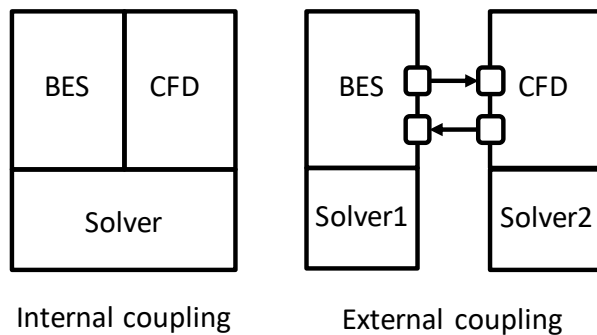 BES CFD BES CFD
Solver Solver1 Solver2
Internal coupling External coupling